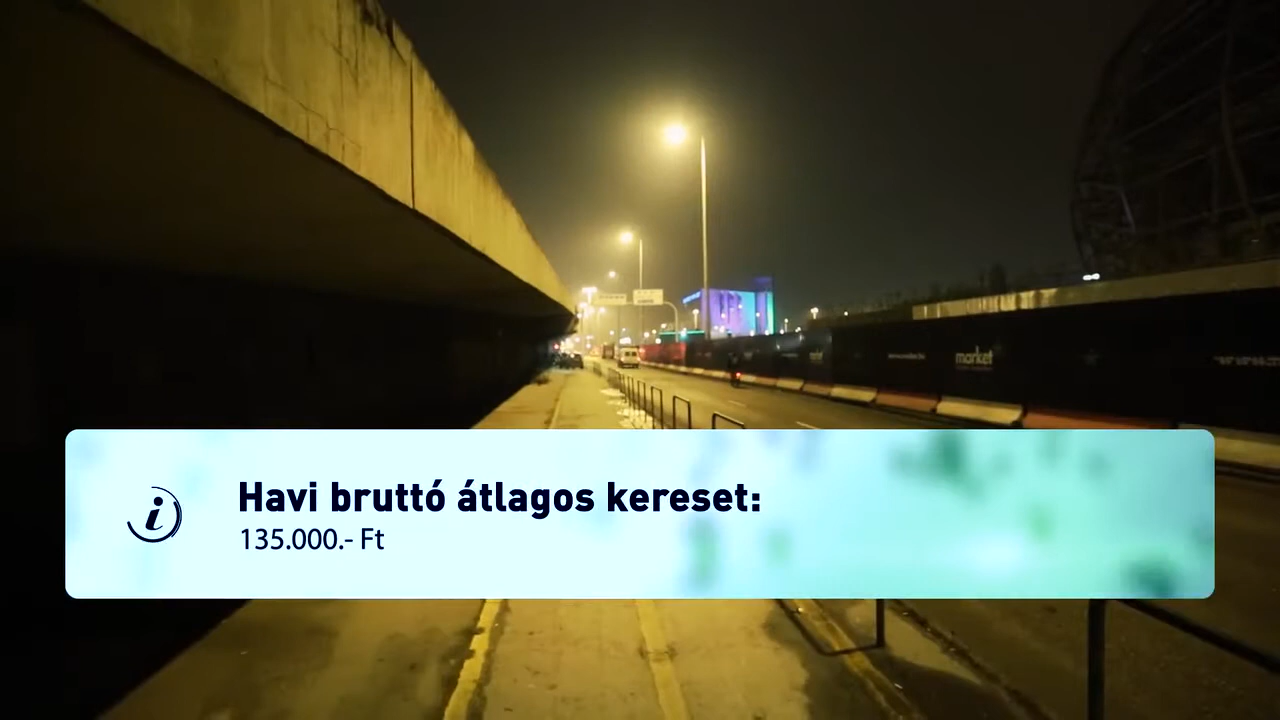 market
Havi bruttó átlagos kereset:
135.000.- Ft